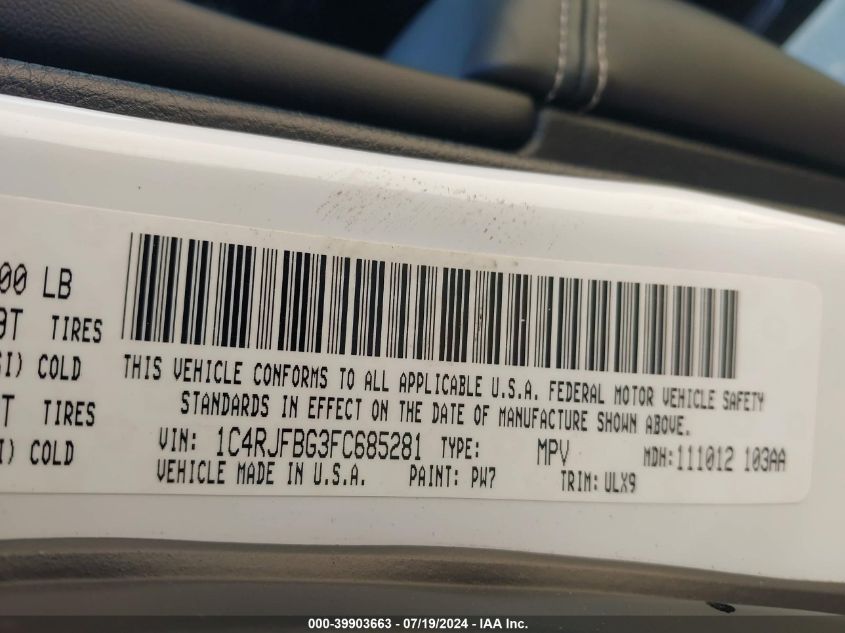 00 LB
9T TIRES
SI) COLD
T TIRES
I) COLD
THIS VEHICLE CONFORMS TO ALL APPLICABLE U.S.A. FEDERAL MOTOR VEHICLE SAFETY
STANDARDS IN EFFECT ON THE DATE OF MANUFACTURE SHOWN ABOVE.
VIN: 1C4RJFBG3FC685281 TYPE: MPV MDH:111012 103AA
VEHICLE MADE IN U.S.A. PAINT: PW7 TRIM: ULX9
000-39903663 - 07/19/2024 - IAA Inc.